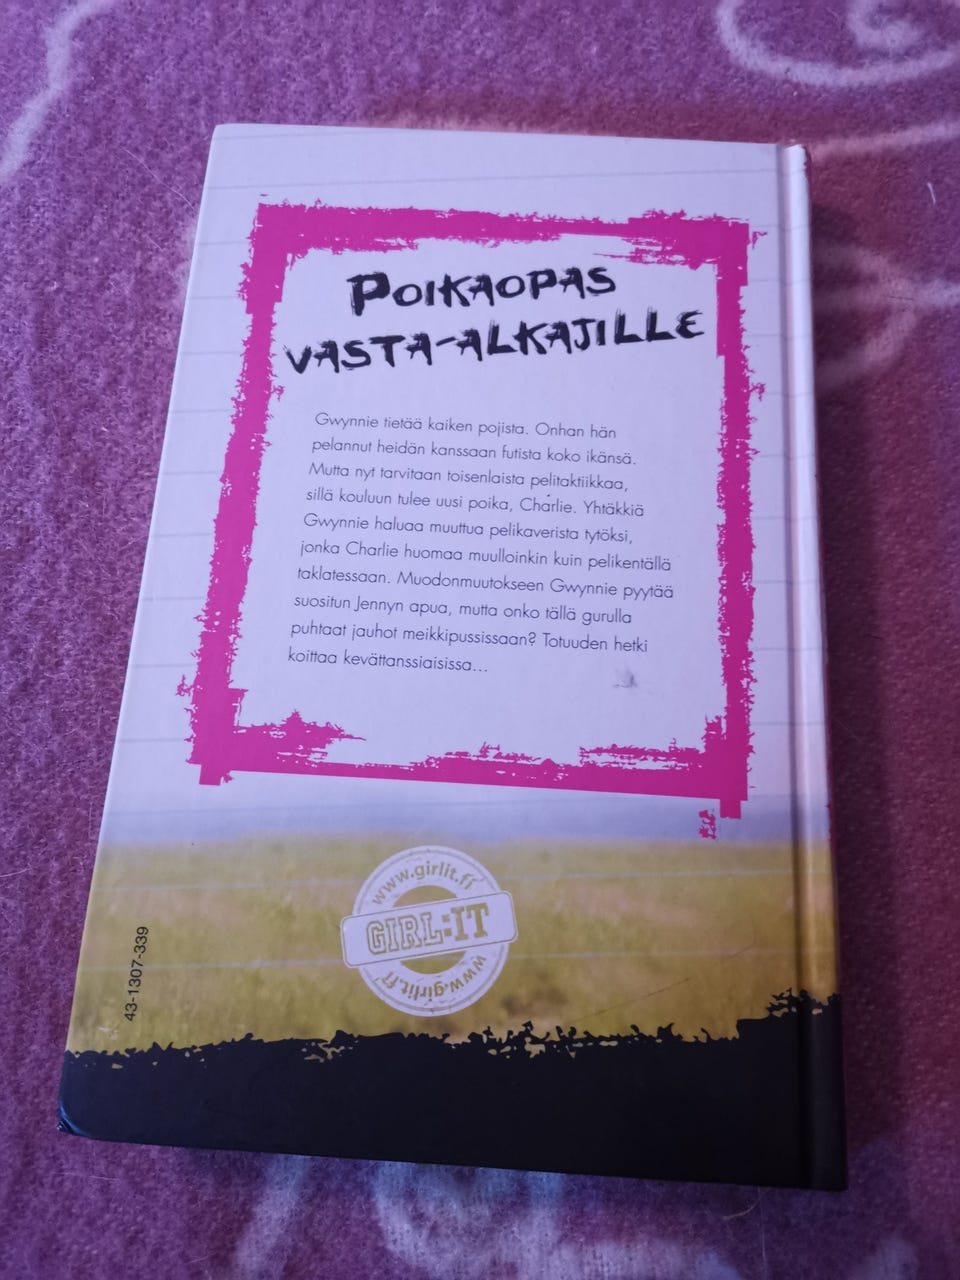 POIKAOPAS
VASTA-ALKAJILLE
Gwynnie tietää kaiken pojista. Onhan hän
pelannut heidän kanssaan futista koko ikänsä.
Mutta nyt tarvitaan toisenlaista pelitaktiikkaa,
sillä kouluun tulee uusi poika, Charlie. Yhtäkkiä
Gwynnie haluaa muuttua pelikaverista tytöksi,
jonka Charlie huomaa muulloinkin kuin pelikentällä
taklatessaan. Muodonmuutokseen Gwynnie pyytää
suositun Jennyn apua, mutta onko tällä gurulla
puhtaat jauhot meikkipussissaan? Totuuden hetki
koittaa kevättanssiaisissa...
www.girlit.fi
GIRL:IT
www.girlit.fi
43-1307-339